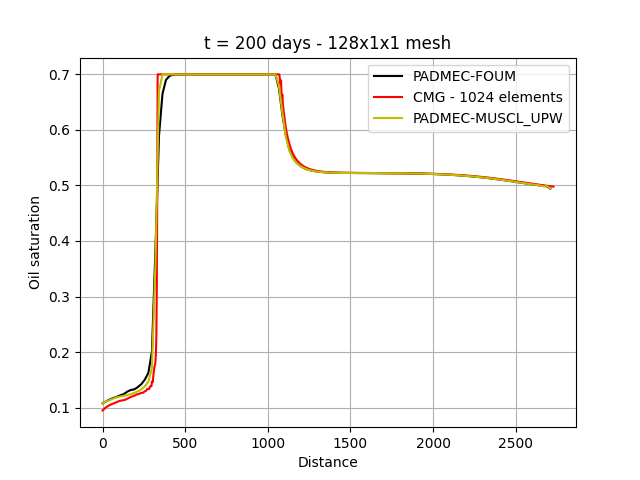 t = 200 days - 128x1x1 mesh
PADMEC-FOUM
CMG - 1024 elements
PADMEC-MUSCL_UPW
Oil saturation
0.7
0.6
0.5
0.4
0.3
0.2
0.1
0 500 1000 1500 2000 2500
Distance